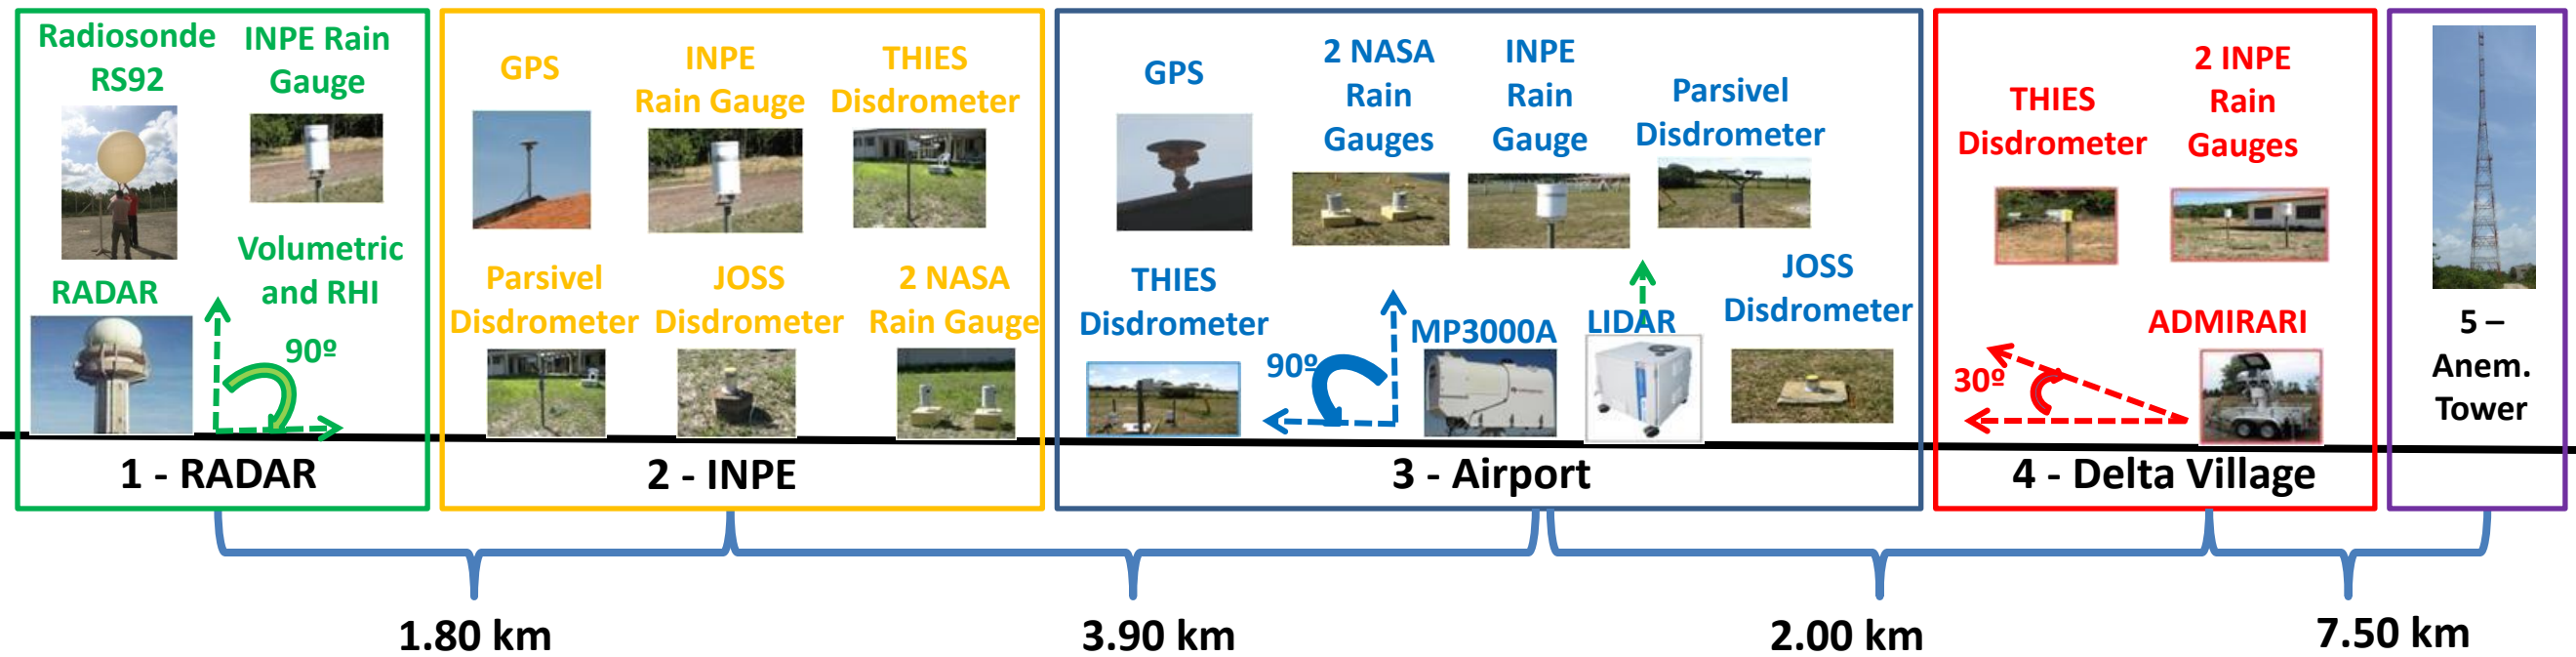 Radiosonde
RS92
INPE Rain
Gauge
RADAR
Volumetric
and RHI
90º
1 - RADAR
GPS
INPE
Rain Gauge
THIES
Disdrometer
Parsivel
Disdrometer
JOSS
Disdrometer
2 NASA
Rain Gauge
2 - INPE
GPS
2 NASA
Rain
Gauges
INPE
Rain
Gauge
Parsivel
Disdrometer
THIES
Disdrometer
90º
MP3000A
LIDAR
JOSS
Disdrometer
3 - Airport
THIES
Disdrometer
2 INPE
Rain
Gauges
30º
ADMIRARI
4 - Delta Village
5 –
Anem.
Tower
1.80 km
3.90 km
2.00 km
7.50 km